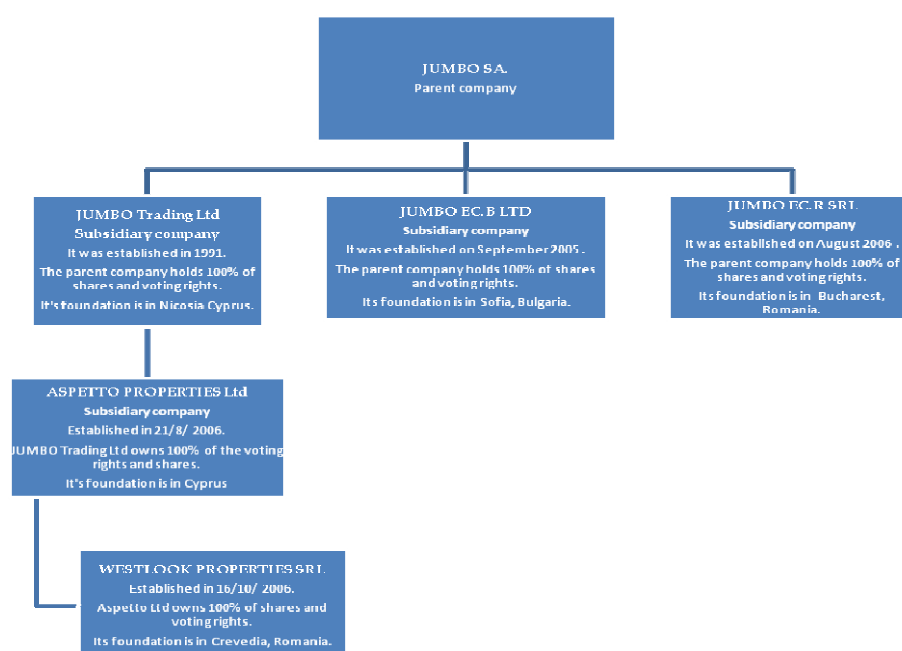 JUMBO SA.
Parent company
JUMBO Trading Ltd
Subsidiary company
It was established in 1991.
The parent company holds 100% of
shares and voting rights.
It's foundation is in Nicosia Cyprus.
JUMBO EC. B LTD
Subsidiary company
It was established on September 2005 .
The parent company holds 100% of shares
and voting rights.
Its foundation is in Sofia, Bulgaria.
JUMBO EC.R SRL
Subsidiary company
It was established on August 2006 .
The parent company holds 100% of
shares and voting rights.
Its foundation is in Bucharest,
Romania.
ASPETTO PROPERTIES Ltd
Subsidiary company
Established in 21/8/ 2006.
JUMBO Trading Ltd owns 100% of the voting
rights and shares.
It's foundation is in Cyprus
WESTLOOK PROPERTIES SRL
Established in 16/10/ 2006.
Aspetto Ltd owns 100% of shares and
voting rights.
Its foundation is in Crevedia, Romania.